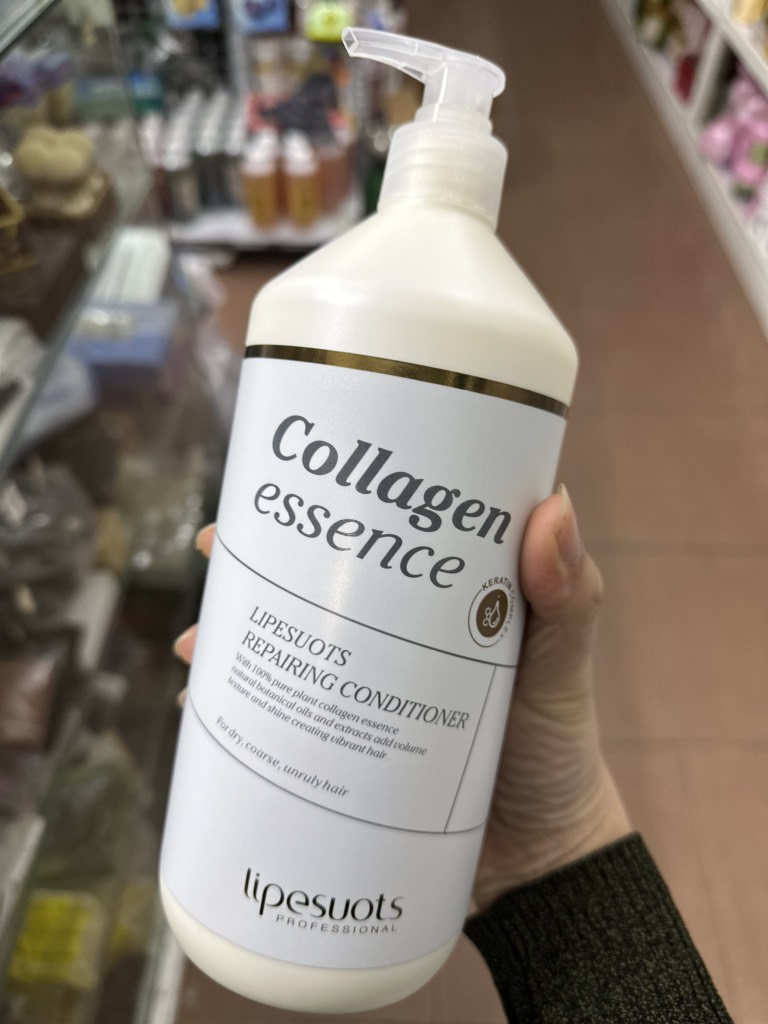 Collagen
essence
KERATIN COMPLEX
LIPESUOTS
REPAIRING CONDITIONER
With 100% pure plant collagen essence
natural botanical oils and extracts add volume
texture and shine creating vibrant hair
For dry, coarse, unruly hair
lipesuots
PROFESSIONAL